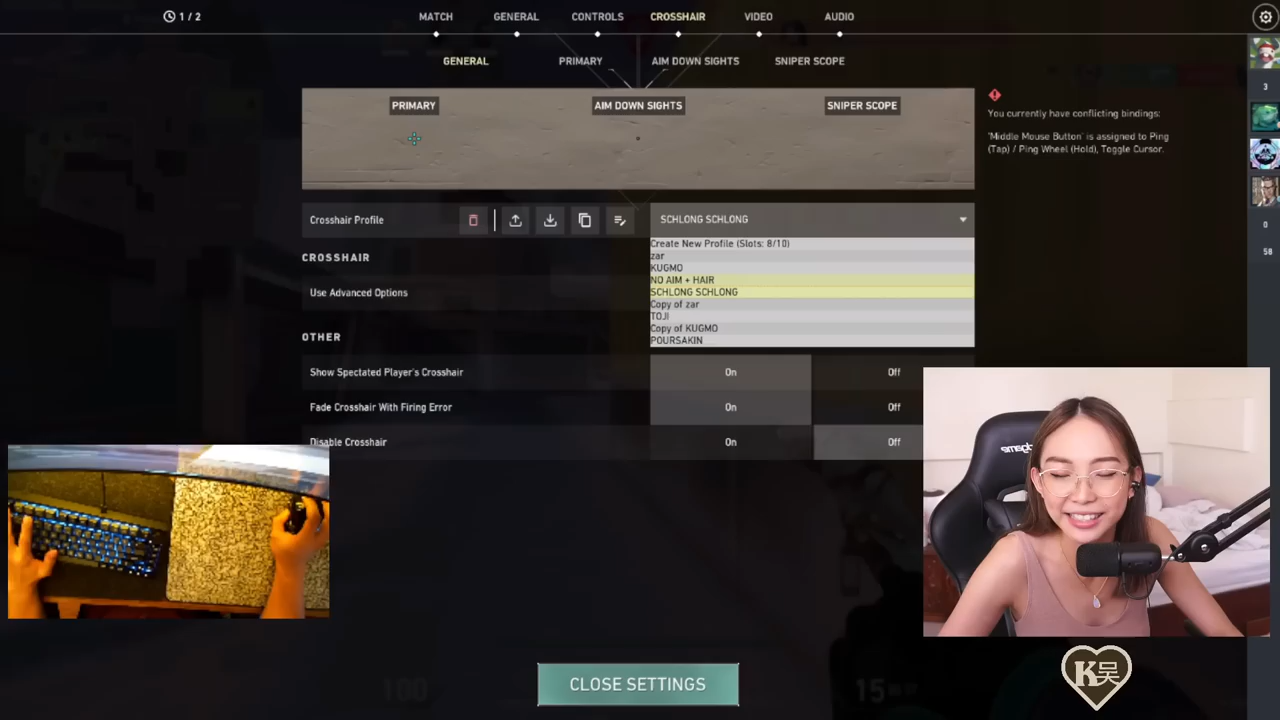 1 / 2
MATCH
GENERAL
CONTROLS
CROSSHAIR
VIDEO
AUDIO
GENERAL
PRIMARY
AIM DOWN SIGHTS
SNIPER SCOPE
PRIMARY
AIM DOWN SIGHTS
SNIPER SCOPE
You currently have conflicting bindings:
'Middle Mouse Button' is assigned to Ping
(Tap) / Ping Wheel (Hold), Toggle Cursor.
3
0
58
Crosshair Profile
SCHLONG SCHLONG
Create New Profile (Slots: 8/10)
zar
KUGMO
NO AIM + HAIR
SCHLONG SCHLONG
Copy of zar
TOJI
Copy of KUGMO
POURSAKIN
CROSSHAIR
Use Advanced Options
OTHER
Show Spectated Player's Crosshair
On
Off
Fade Crosshair With Firing Error
On
Off
Disable Crosshair
On
Off
CLOSE SETTINGS
100
15
K吴